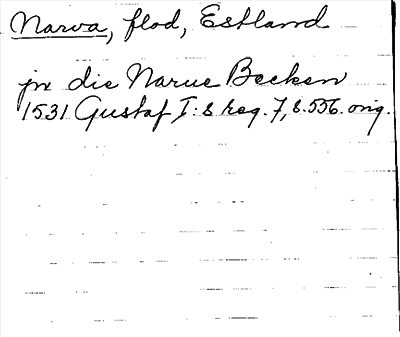 Narva, flod, Estland
jn die Narue Becken
1531 Gustaf I:s reg. 7, s. 556. orig.